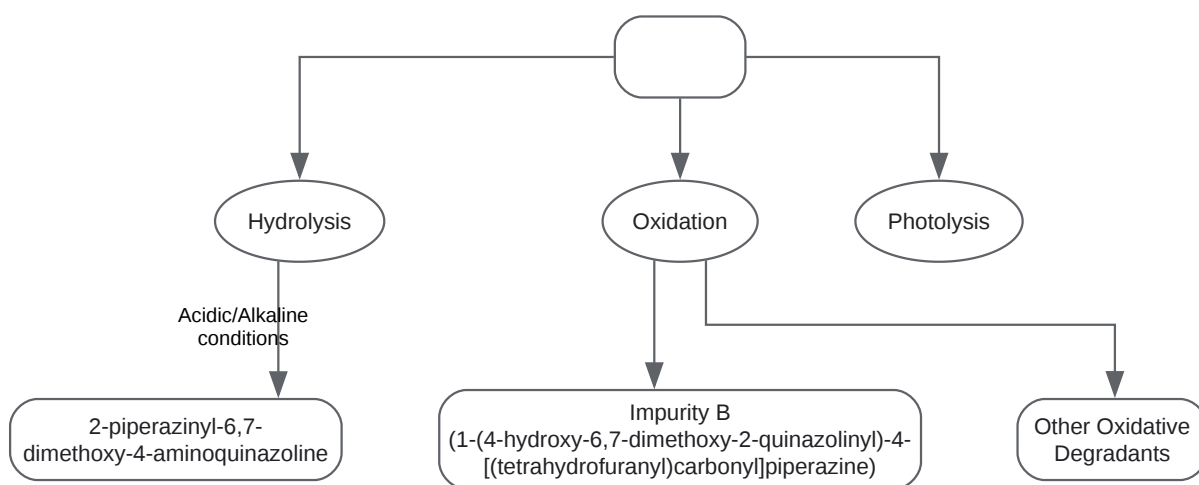 Hydrolysis
Oxidation
Photolysis
Acidic/Alkaline
conditions
2-piperazinyl-6,7-
dimethoxy-4-aminoquinazoline
Impurity B
(1-(4-hydroxy-6,7-dimethoxy-2-quinazolinyl)-4-
[(tetrahydrofuranyl)carbonyl]piperazine)
Other Oxidative
Degradants